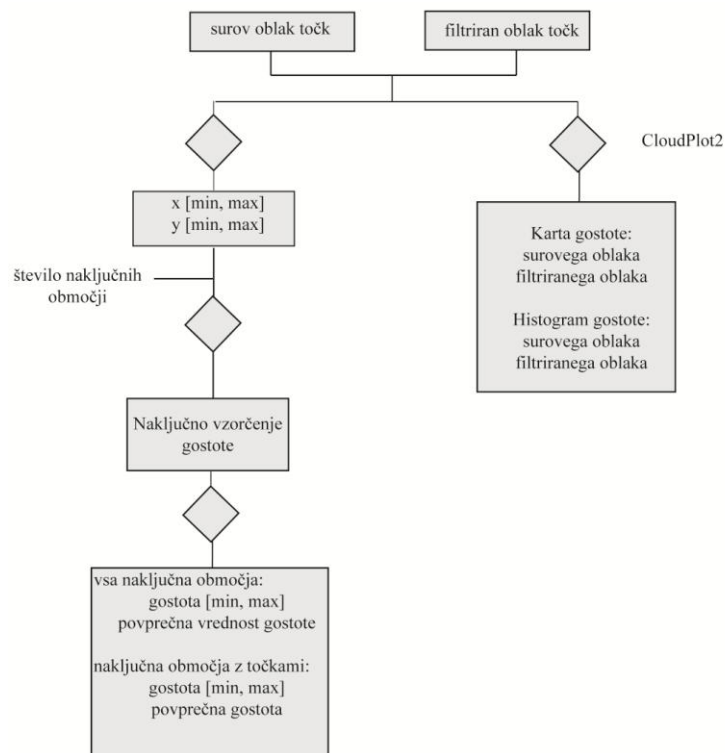 surov oblak točk
filtriran oblak točk
CloudPlot2
x [min, max]
y [min, max]
število naključnih
območji
Karta gostote:
surovega oblaka
filtriranega oblaka
Histogram gostote:
surovega oblaka
filtriranega oblaka
Naključno vzorčenje
gostote
vsa naključna območja:
gostota [min, max]
povprečna vrednost gostote
naključna območja z točkami:
gostota [min, max]
povprečna gostota